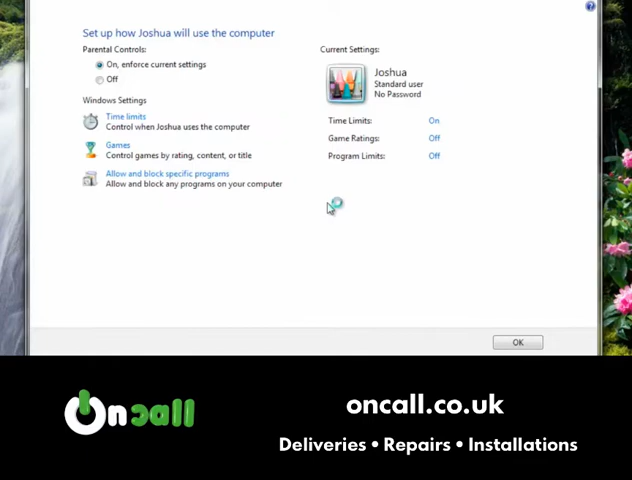 Set up how Joshua will use the computer
Parental Controls:
On, enforce current settings
Off
Windows Settings
Time limits
Control when Joshua uses the computer
Games
Control games by rating, content, or title
Allow and block specific programs
Allow and block any programs on your computer
Current Settings:
Joshua
Standard user
No Password
Time Limits: On
Game Ratings: Off
Program Limits: Off
OK
Oncall
oncall.co.uk
Deliveries • Repairs • Installations